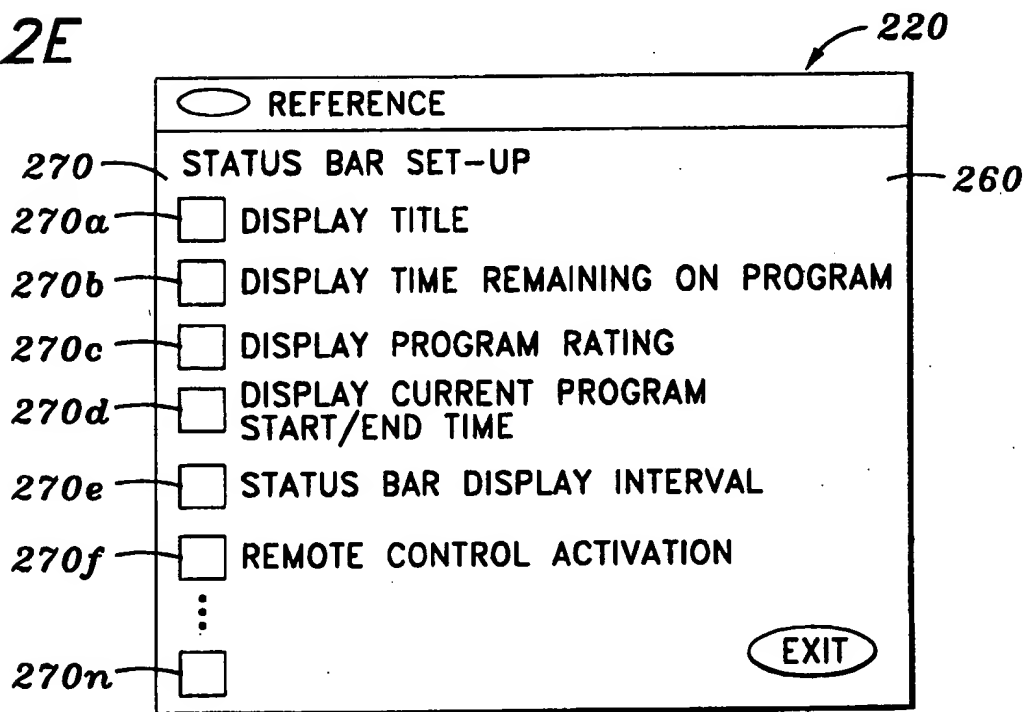 2E
220
REFERENCE
270
STATUS BAR SET-UP
260
270a
DISPLAY TITLE
270b
DISPLAY TIME REMAINING ON PROGRAM
270c
DISPLAY PROGRAM RATING
270d
DISPLAY CURRENT PROGRAM
START/END TIME
270e
STATUS BAR DISPLAY INTERVAL
270f
REMOTE CONTROL ACTIVATION
270n
EXIT